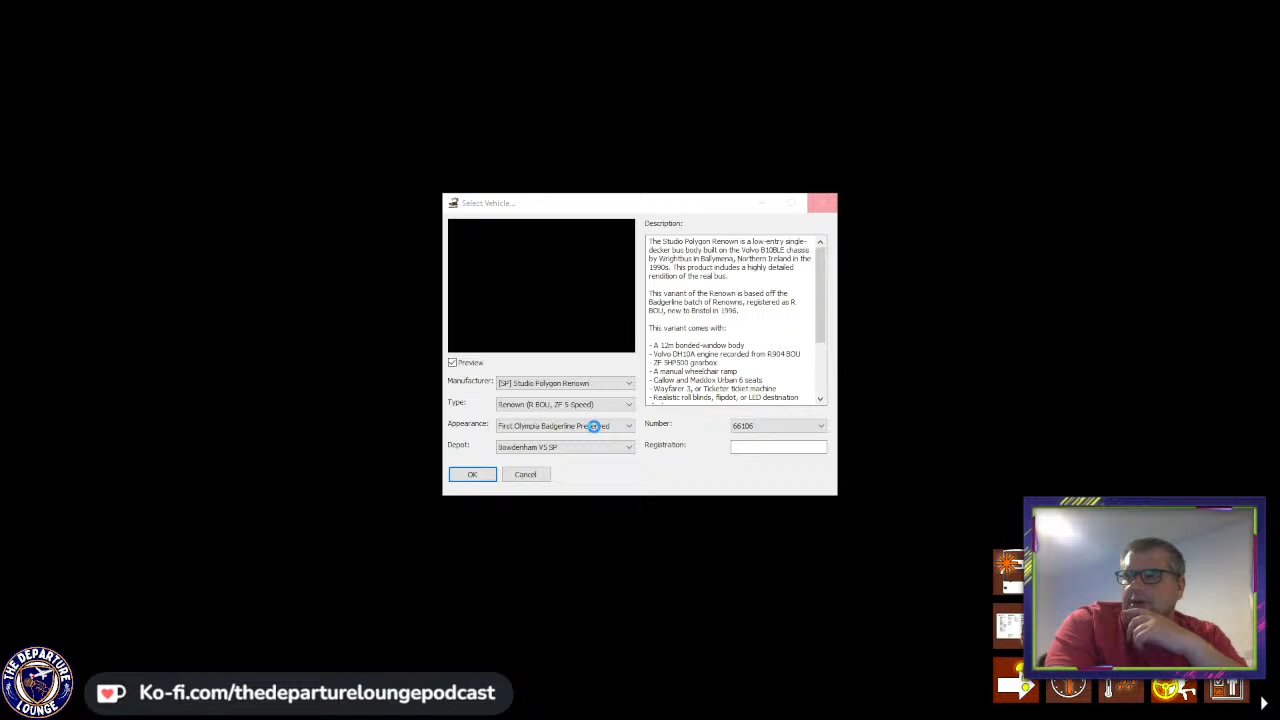 Select Vehicle...
Description:
The Studio Polygon Renown is a low-entry single-
decker bus body built on the Volvo B10BLE chassis
by Wrightbus in Ballymena, Northern Ireland in the
1990s. This product includes a highly detailed
rendition of the real bus.
This variant of the Renown is based off the
Badgerline batch of Renowns, registered as R
BOU, new to Bristol in 1996.
This variant comes with:
- A 12m bonded-window body
- Volvo DH10A engine recorded from R904 BOU
- ZF 5HP500 gearbox
- A manual wheelchair ramp
- Callow and Maddox Urban 6 seats
- Wayfarer 3, or Ticketer ticket machine
- Realistic roll blinds, flipdot, or LED destination
Preview
Manufacturer: [SP] Studio Polygon Renown
Type: Renown (R BOU, ZF 5-Speed)
Appearance: First Olympia Badgerline Preserved
Number: 66106
Depot: Bowdenham V5 SP
Registration:
OK Cancel
THE DEPARTURE
LOUNGE
Ko-fi.com/thedepartureloungepodcast